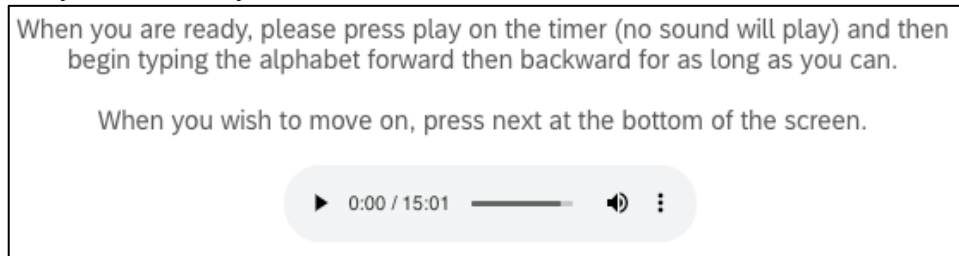 When you are ready, please press play on the timer (no sound will play) and then
begin typing the alphabet forward then backward for as long as you can.
When you wish to move on, press next at the bottom of the screen.
0:00 / 15:01